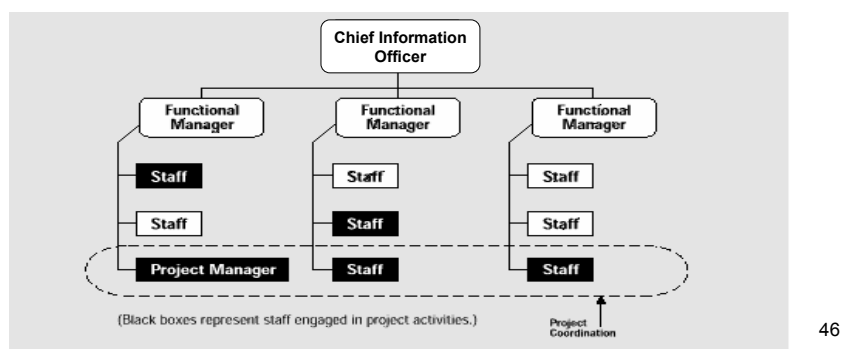 Chief Information
Officer
Functional
Manager
Functional
Manager
Functional
Manager
Staff
Staff
Staff
Staff
Staff
Staff
Project Manager
Staff
Staff
(Black boxes represent staff engaged in project activities.)
Project
Coordination
46